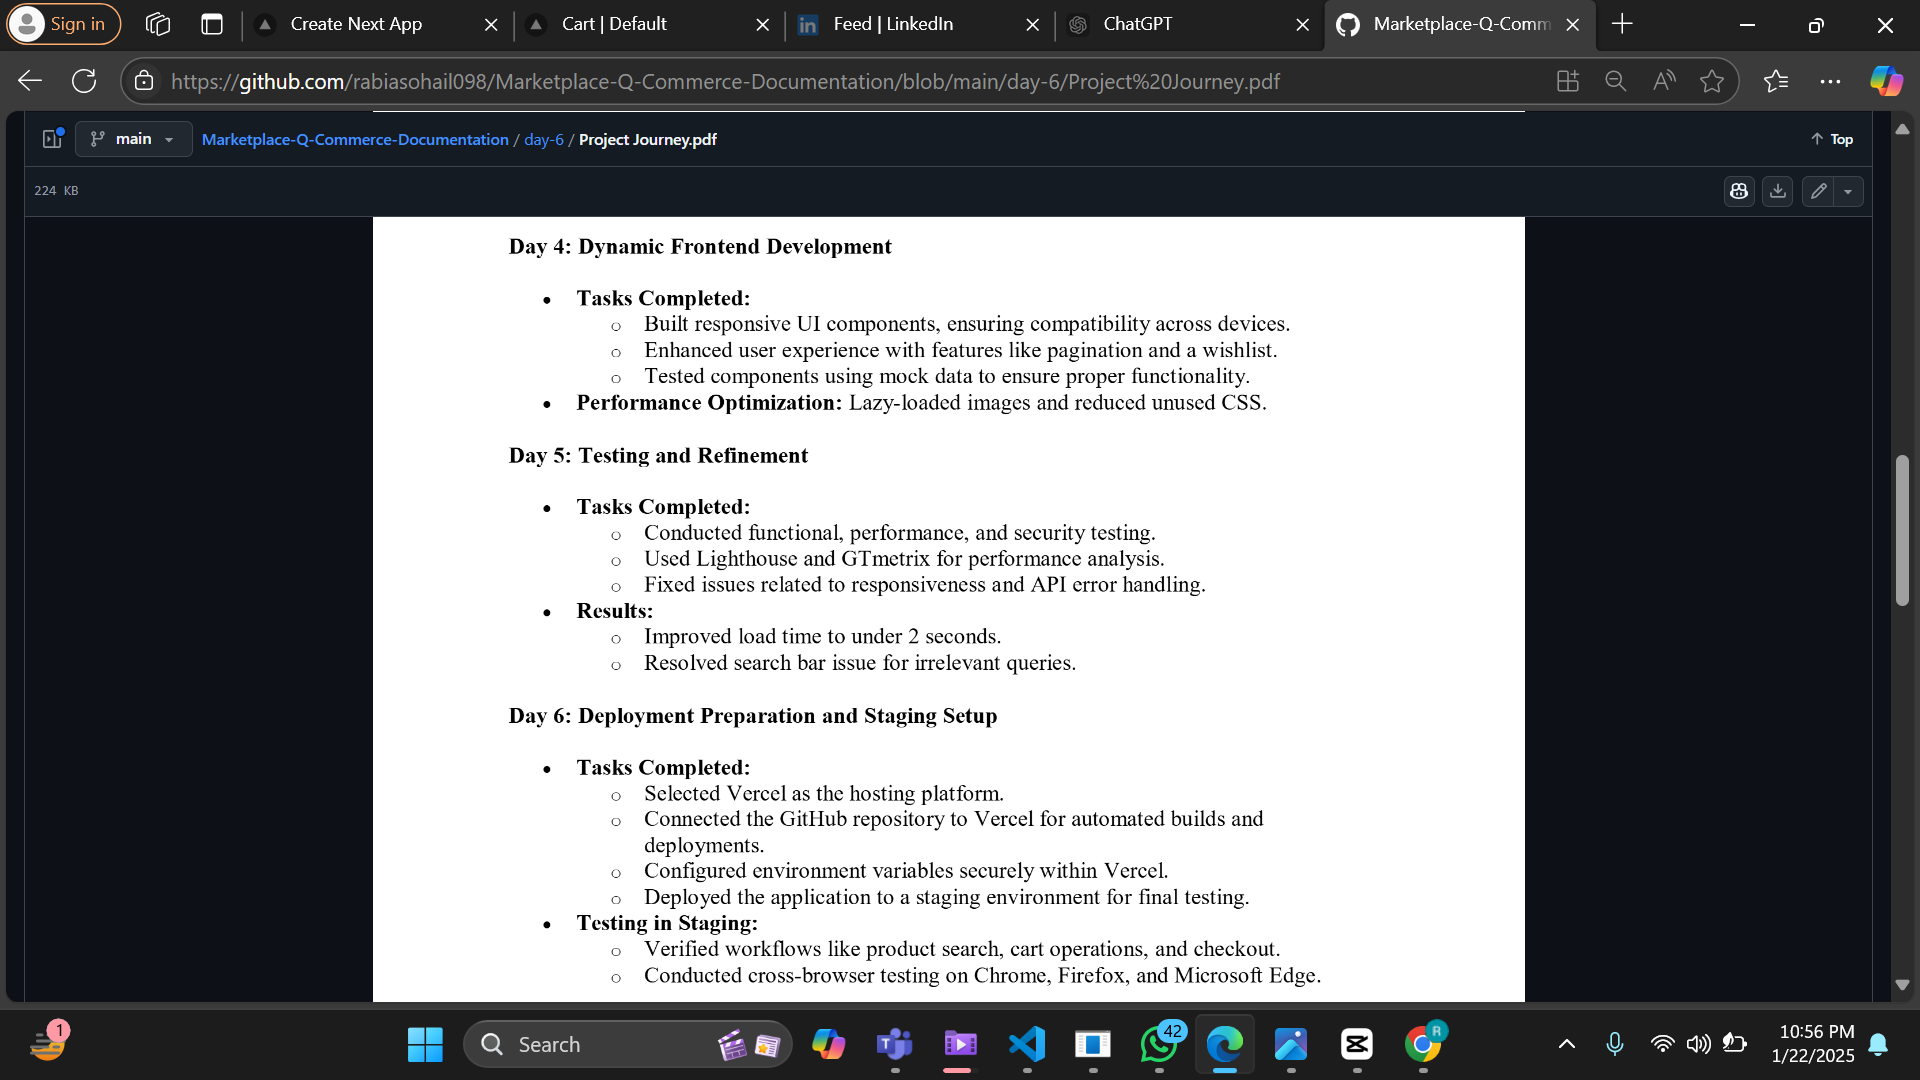 Sign in
Create Next App
Cart | Default
Feed | LinkedIn
ChatGPT
Marketplace-Q-Comm
https://github.com/rabiasohail098/Marketplace-Q-Commerce-Documentation/blob/main/day-6/Project%20Journey.pdf
main
Marketplace-Q-Commerce-Documentation / day-6 / Project Journey.pdf
Top
224 KB
Day 4: Dynamic Frontend Development
• Tasks Completed:
○ Built responsive UI components, ensuring compatibility across devices.
○ Enhanced user experience with features like pagination and a wishlist.
○ Tested components using mock data to ensure proper functionality.
• Performance Optimization: Lazy-loaded images and reduced unused CSS.
Day 5: Testing and Refinement
• Tasks Completed:
○ Conducted functional, performance, and security testing.
○ Used Lighthouse and GTmetrix for performance analysis.
○ Fixed issues related to responsiveness and API error handling.
• Results:
○ Improved load time to under 2 seconds.
○ Resolved search bar issue for irrelevant queries.
Day 6: Deployment Preparation and Staging Setup
• Tasks Completed:
○ Selected Vercel as the hosting platform.
○ Connected the GitHub repository to Vercel for automated builds and
deployments.
○ Configured environment variables securely within Vercel.
○ Deployed the application to a staging environment for final testing.
• Testing in Staging:
○ Verified workflows like product search, cart operations, and checkout.
○ Conducted cross-browser testing on Chrome, Firefox, and Microsoft Edge.
1
Search
42
R
10:56 PM
1/22/2025